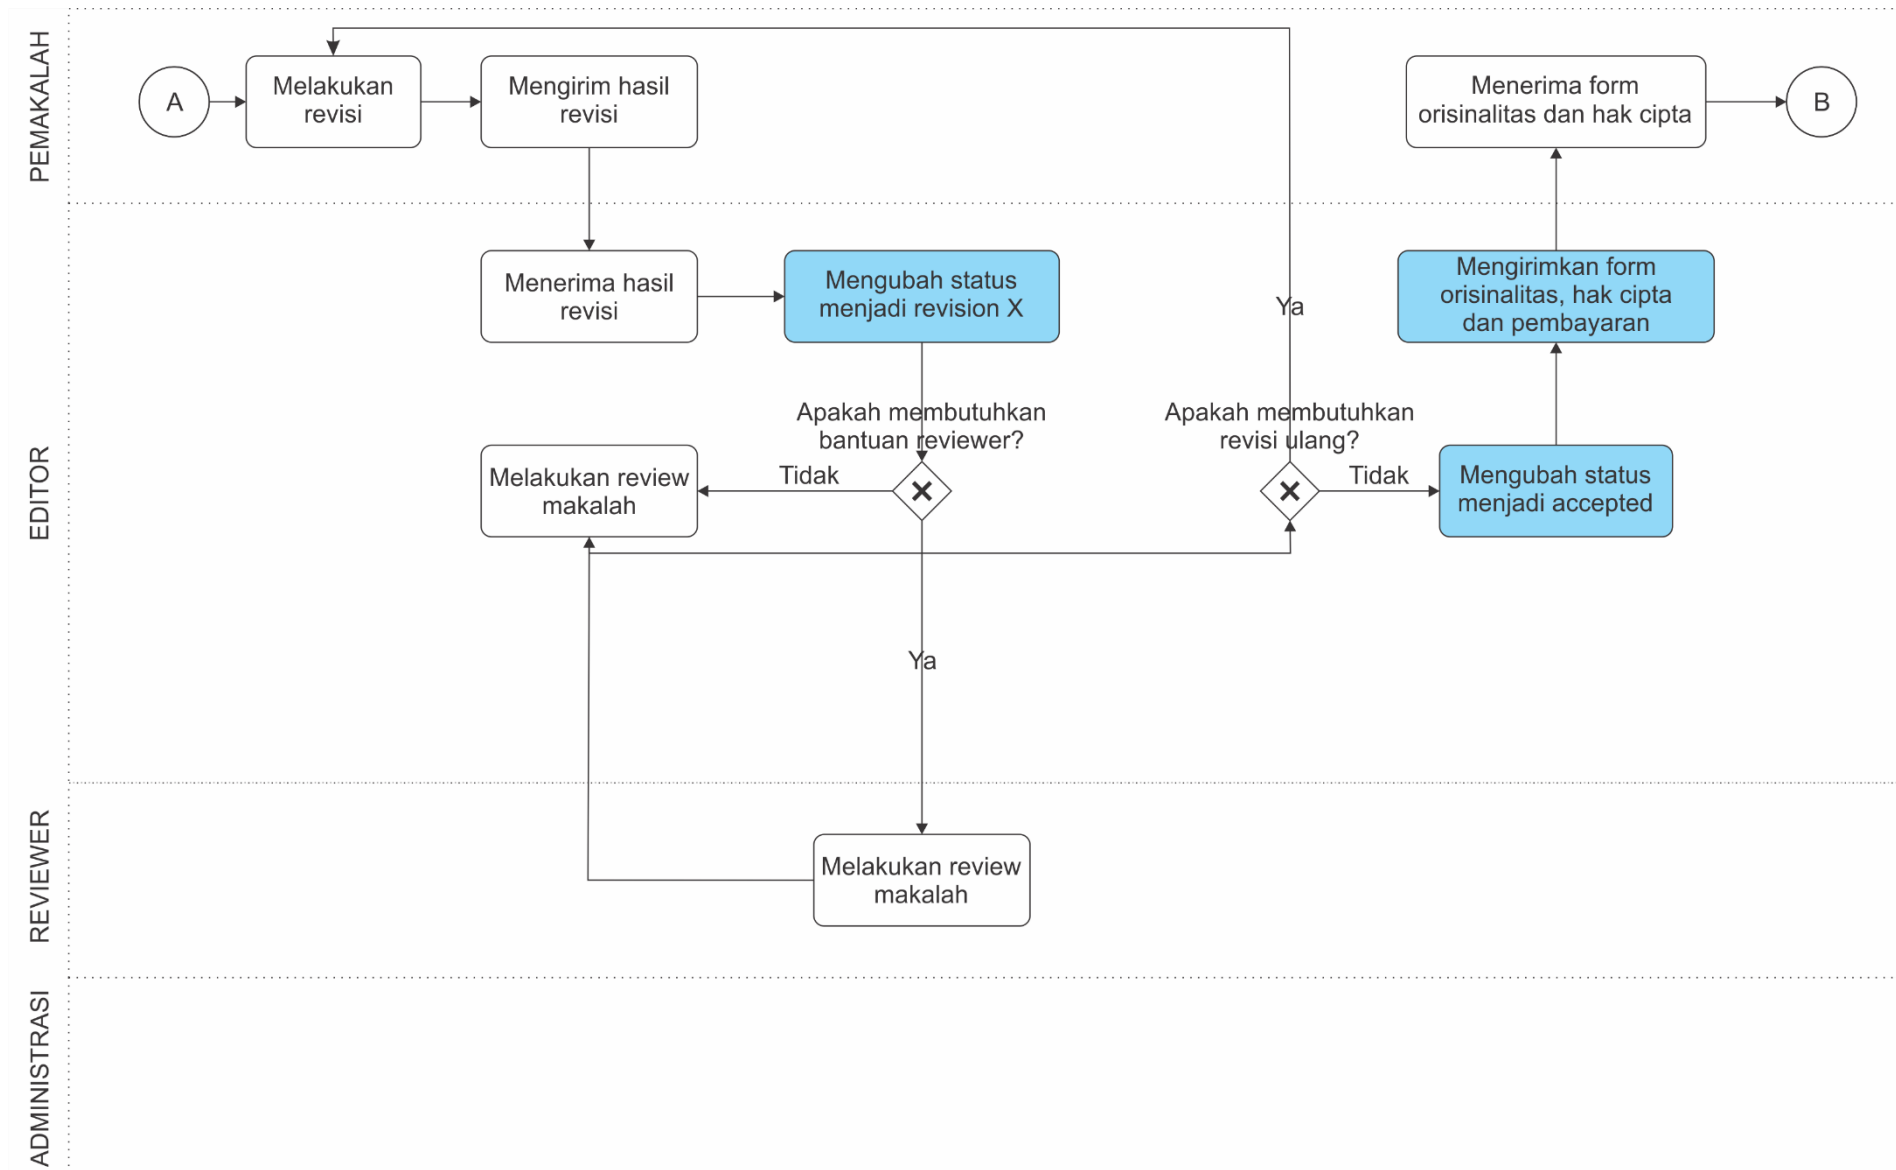 PEMAKALAH
A
Melakukan
revisi
Mengirim hasil
revisi
Menerima form
orisinalitas dan hak cipta
B
EDITOR
Menerima hasil
revisi
Mengubah status
menjadi revision X
Ya
Mengirimkan form
orisinalitas, hak cipta
dan pembayaran
Apakah membutuhkan
bantuan reviewer?
Apakah membutuhkan
revisi ulang?
Melakukan review
makalah
Tidak
Tidak
Mengubah status
menjadi accepted
Ya
REVIEWER
Melakukan review
makalah
ADMINISTRASI